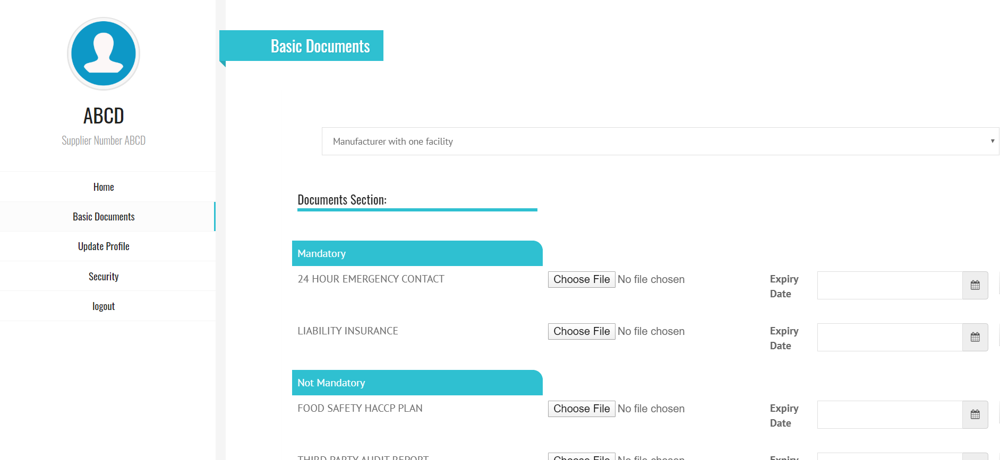 ABCD
Supplier Number ABCD
Home
Basic Documents
Update Profile
Security
logout
Basic Documents
Manufacturer with one facility
Documents Section:
Mandatory
24 HOUR EMERGENCY CONTACT Choose File No file chosen Expiry Date
LIABILITY INSURANCE Choose File No file chosen Expiry Date
Not Mandatory
FOOD SAFETY HACCP PLAN Choose File No file chosen Expiry Date
THIRD PARTY AUDIT REPORT Choose File No file chosen Expiry